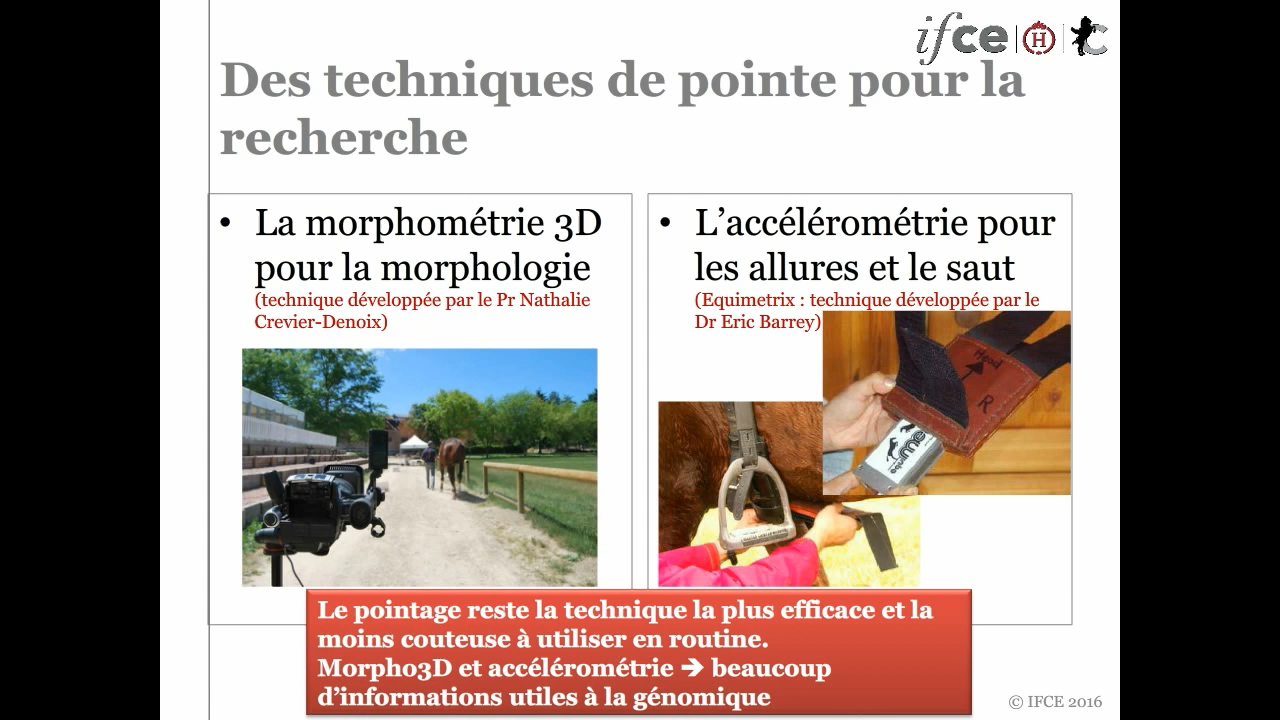 ifce H
Des techniques de pointe pour la
recherche
• La morphométrie 3D
pour la morphologie
(technique développée par le Pr Nathalie
Crevier-Denoix)
• L’accélérométrie pour
les allures et le saut
(Equimetrix : technique développée par le
Dr Eric Barrey)
Head
R
Le pointage reste la technique la plus efficace et la
moins couteuse à utiliser en routine.
Morpho3D et accélérométrie ➔ beaucoup
d’informations utiles à la génomique
© IFCE 2016